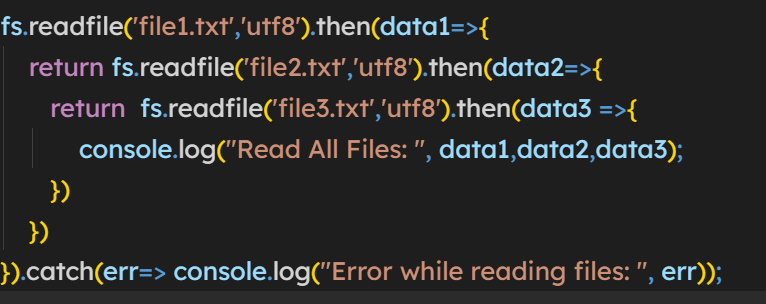 fs.readfile('file1.txt','utf8').then(data1=>{
return fs.readfile('file2.txt','utf8').then(data2=>{
return fs.readfile('file3.txt','utf8').then(data3 =>{
console.log("Read All Files: ", data1,data2,data3);
})
})
}).catch(err=> console.log("Error while reading files: ", err));